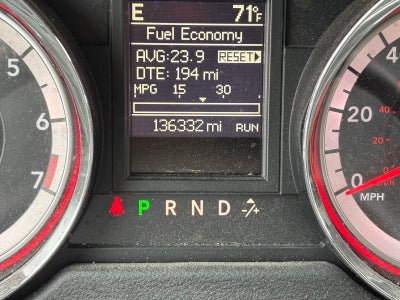 E 71°F
Fuel Economy
AVG:23.9 RESET
DTE: 194 mi
MPG 15 30
136332 mi RUN
P R N D -/+
5
6
7
4
20
0
MPH